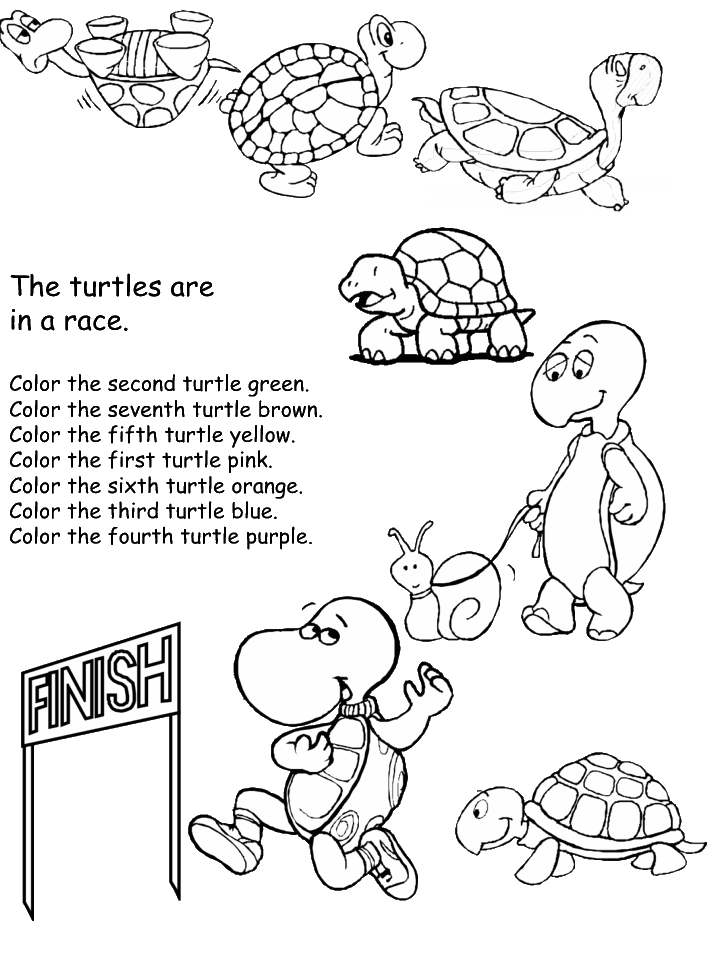 The turtles are
in a race.
Color the second turtle green.
Color the seventh turtle brown.
Color the fifth turtle yellow.
Color the first turtle pink.
Color the sixth turtle orange.
Color the third turtle blue.
Color the fourth turtle purple.
FINISH